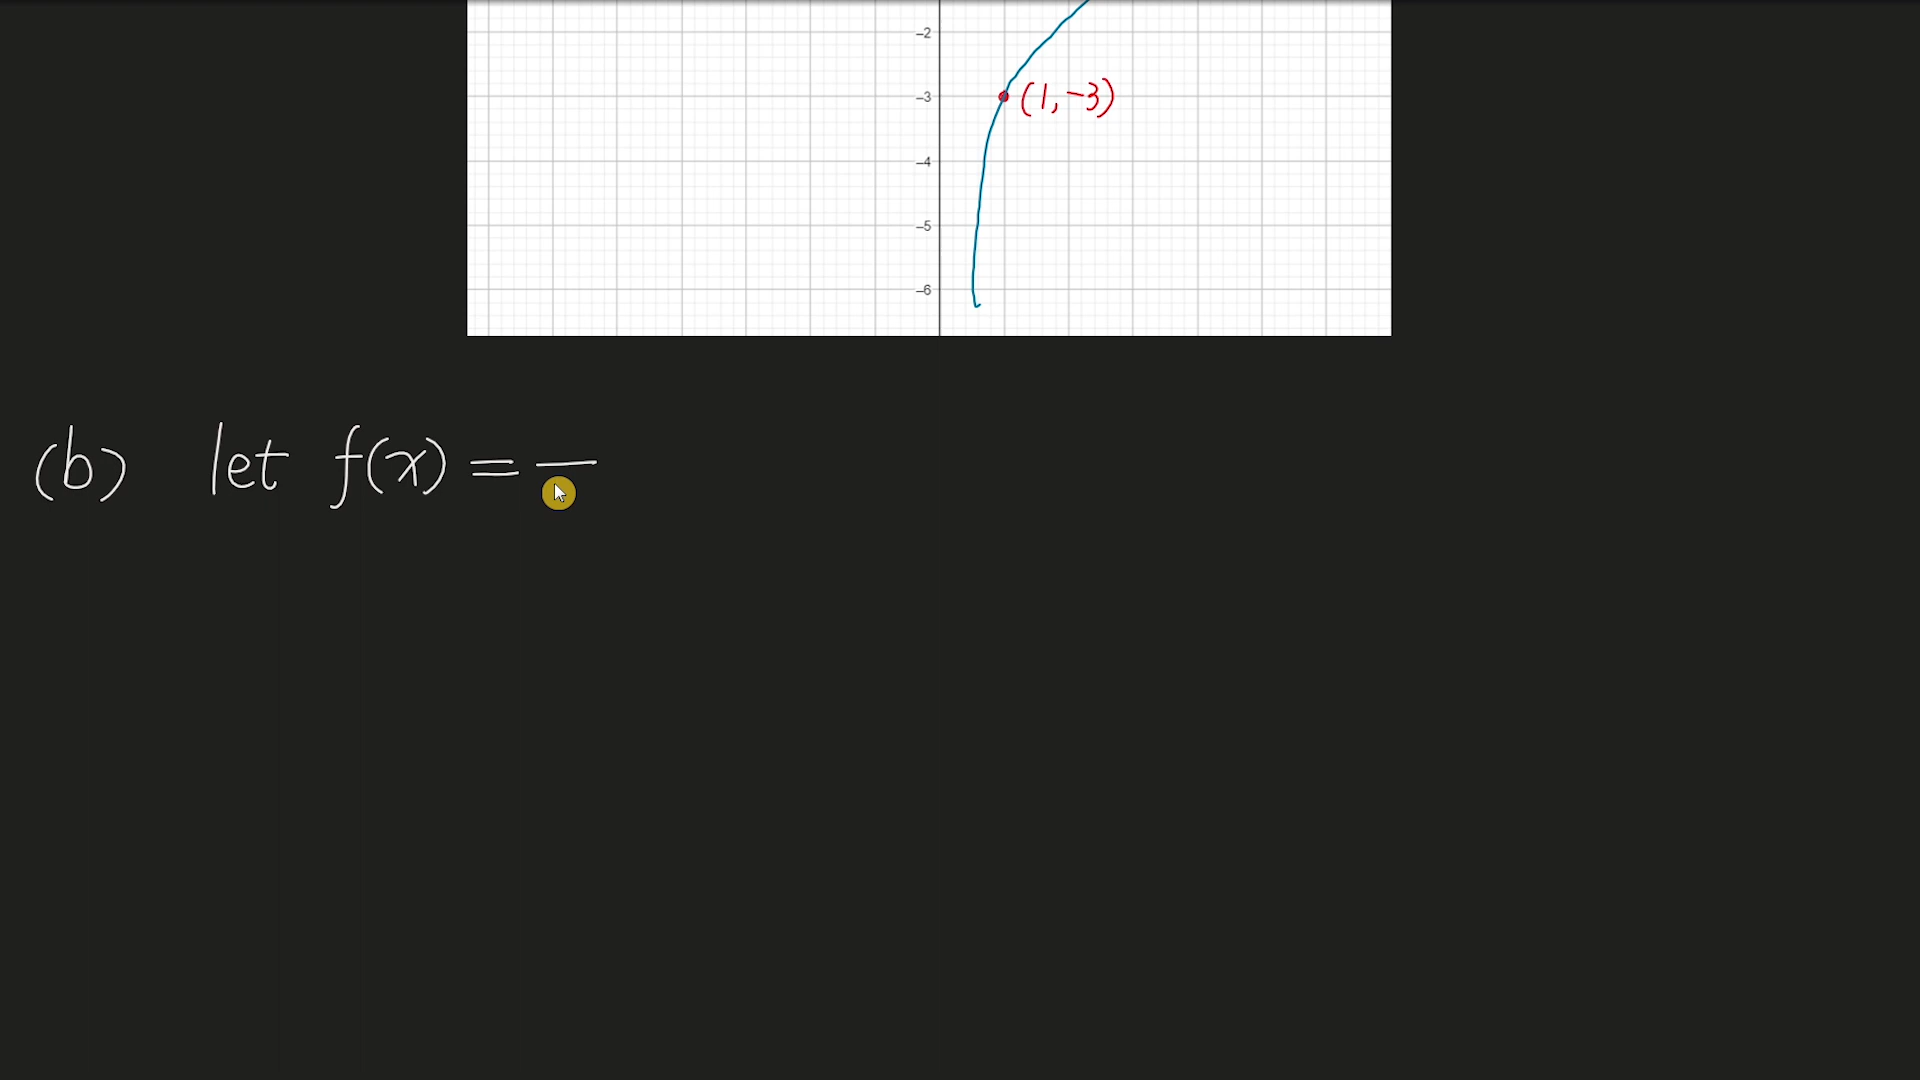 –2
–3 (1, –3)
–4
–5
–6
(b) let f(x) = —